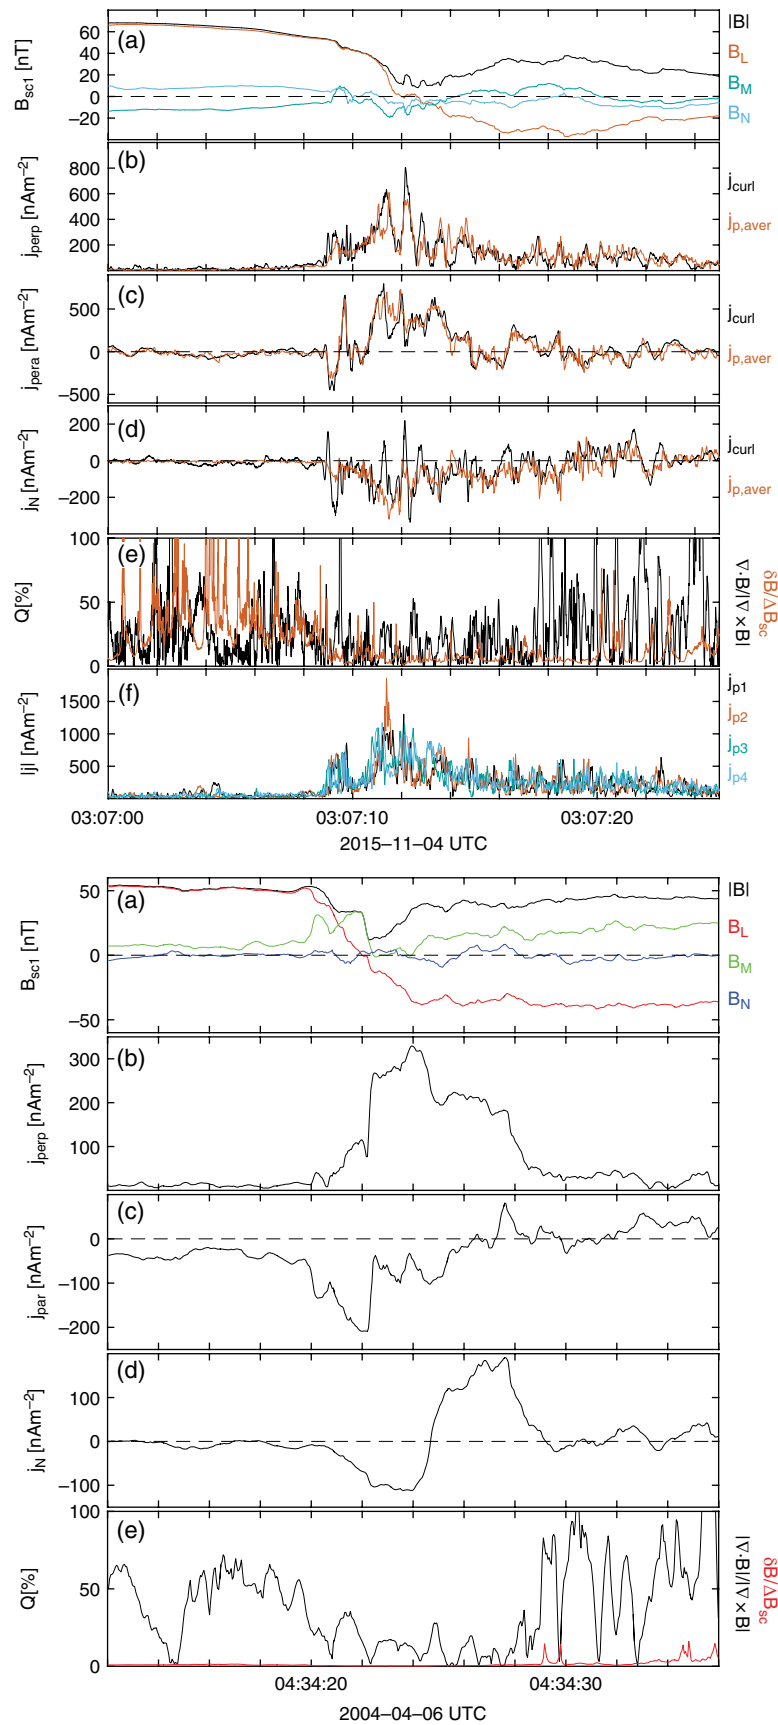 (a)
B_sc1 [nT]
60
40
20
0
−20
|B|
B_L
B_M
B_N
(b)
j_perp [nAm⁻²]
800
600
400
200
j_curl
j_p,aver
(c)
j_pera [nAm⁻²]
500
0
−500
j_curl
j_p,aver
(d)
j_N [nAm⁻²]
200
0
−200
j_curl
j_p,aver
(e)
Q[%]
100
50
0
∇·B/|∇×B|
δB/ΔB_sc
(f)
|j| [nAm⁻²]
1500
1000
500
j_p1
j_p2
j_p3
j_p4
03:07:00 03:07:10 03:07:20
2015–11–04 UTC
(a)
B_sc1 [nT]
50
0
−50
|B|
B_L
B_M
B_N
(b)
j_perp [nAm⁻²]
300
200
100
(c)
j_par [nAm⁻²]
0
−100
−200
(d)
j_N [nAm⁻²]
100
0
−100
(e)
Q[%]
100
50
0
|∇·B|/|∇×B|
δB/ΔB_sc
04:34:20 04:34:30
2004–04–06 UTC